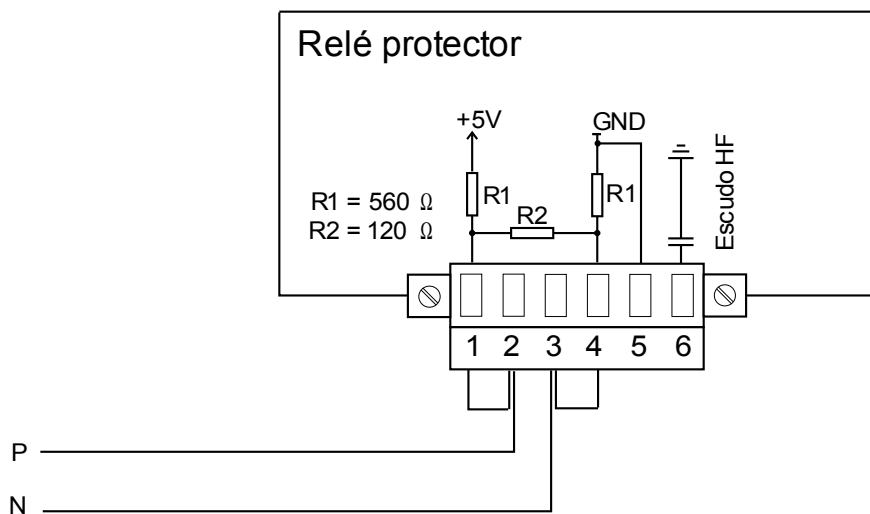 Relé protector
+5V
GND
R1 = 560 Ω
R2 = 120 Ω
R1
R2
R1
Escudo HF
1 2 3 4 5 6
P
N